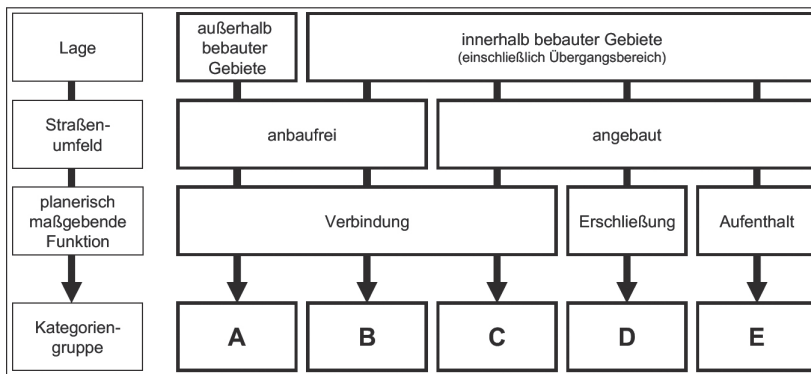 Lage
außerhalb
bebauter
Gebiete
innerhalb bebauter Gebiete
(einschließlich Übergangsbereich)
Straßen-
umfeld
anbaufrei
angebaut
planerisch
maßgebende
Funktion
Verbindung
Erschließung
Aufenthalt
Kategorien-
gruppe
A
B
C
D
E